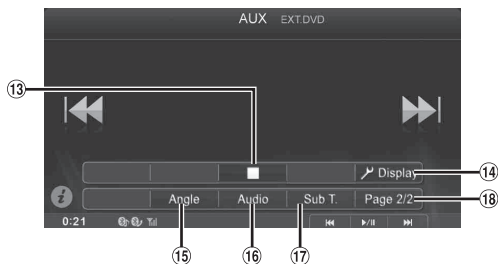 AUX EXT.DVD
⑬
Display ⑭
Angle Audio Sub T. Page 2/2 ⑱
0:21
⑮ ⑯ ⑰